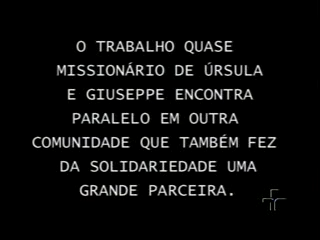 O TRABALHO QUASE
MISSIONÁRIO DE ÚRSULA
E GIUSEPPE ENCONTRA
PARALELO EM OUTRA
COMUNIDADE QUE TAMBÉM FEZ
DA SOLIDARIEDADE UMA
GRANDE PARCEIRA.